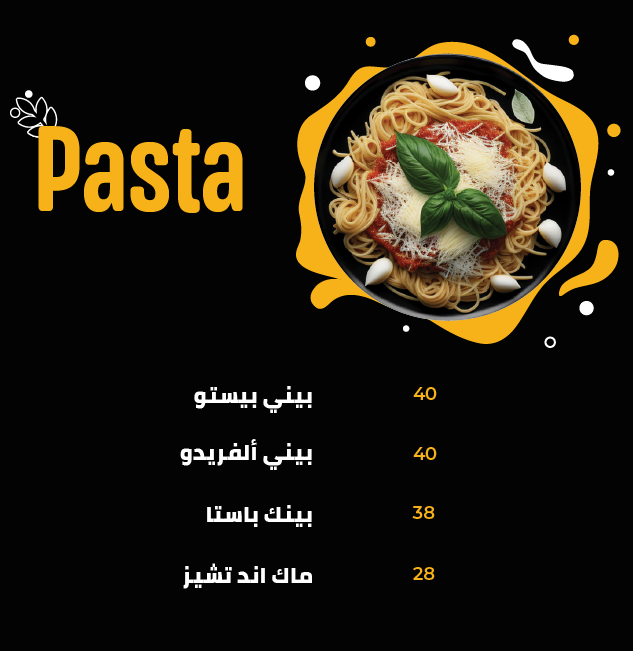 Pasta
بيني بيستو 40
بيني ألفريدو 40
بينك باستا 38
ماك اند تشيز 28